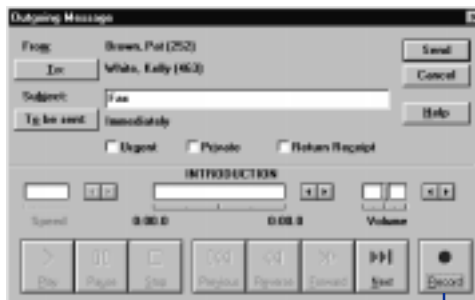 Outgoing Message
From: Brown, Pat (252) Send
To: White, Kelly (463) Cancel
Subject: Fax
To be sent Immediately Help
Urgent Private Return Receipt
INTRODUCTION
Speed 0:00.0 0:00.0 Volume
Play Pause Stop Previous Reverse Forward Next Record